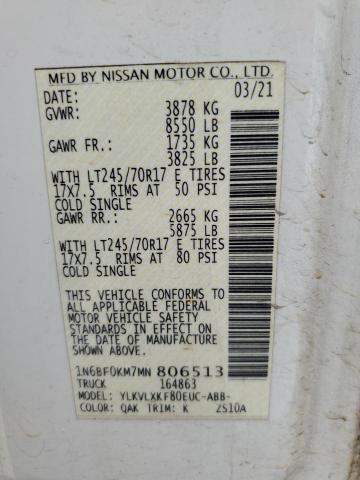 MFD BY NISSAN MOTOR CO., LTD.
DATE: 03/21
GVWR: 3878 KG
8550 LB
GAWR FR.: 1735 KG
3825 LB
WITH LT245/70R17 E TIRES
17X7.5 RIMS AT 50 PSI
COLD SINGLE
GAWR RR.: 2665 KG
5875 LB
WITH LT245/70R17 E TIRES
17X7.5 RIMS AT 80 PSI
COLD SINGLE
THIS VEHICLE CONFORMS TO
ALL APPLICABLE FEDERAL
MOTOR VEHICLE SAFETY
STANDARDS IN EFFECT ON
THE DATE OF MANUFACTURE
SHOWN ABOVE.
1N6BF0KM7MN 806513
TRUCK 164863
MODEL: YLKVLXKF80EUC-ABB-
COLOR: QAK TRIM: K 2S10A